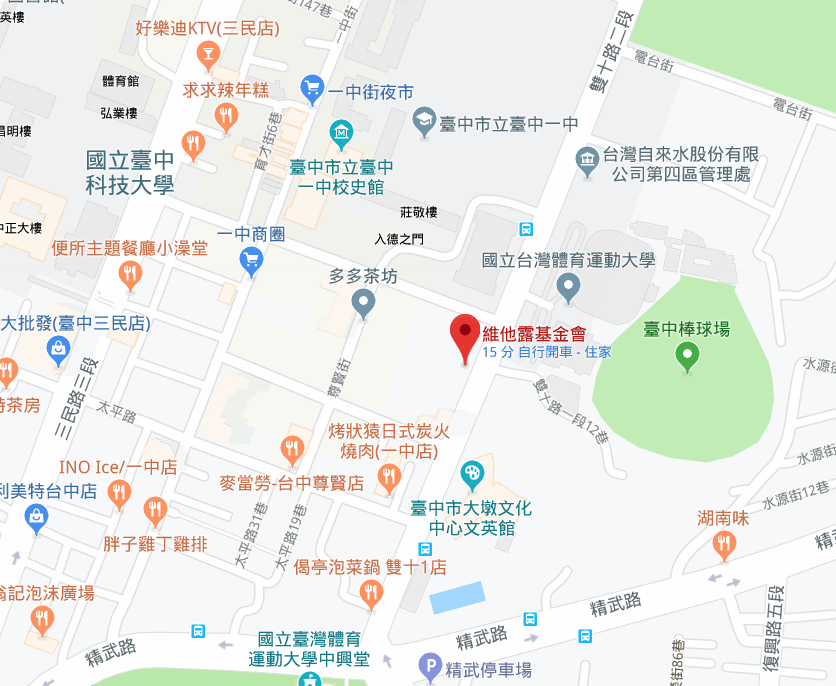 英樓
147巷
一中街
好樂迪KTV(三民店)
雙十路二段
電台街
體育館
求求辣年糕
一中街夜市
電台街
弘業樓
昌明樓
臺中市立臺中一中
育才街6巷
國立臺中
科技大學
臺中市立臺中
一中校史館
台灣自來水股份有限
公司第四區管理處
莊敬樓
中正大樓
一中商圈
入德之門
便所主題餐廳小澡堂
國立台灣體育運動大學
多多茶坊
大批發(臺中三民店)
維他露基金會
15 分 自行開車 - 住家
臺中棒球場
尊賢街
三民路三段
水源街
雙十路一段12巷
茶房
太平路
烤狀猿日式炭火
燒肉(一中店)
水源街
INO Ice/一中店
麥當勞-台中尊賢店
利美特台中店
水源街12巷
臺中市大墩文化
中心文英館
太平路31巷
太平路19巷
湖南味
胖子雞丁雞排
精武
偈亭泡菜鍋 雙十1店
翁記泡沫廣場
精武路
復興路五段
國立臺灣體育
運動大學中興堂
精武路
精武路
精武停車場
街86巷